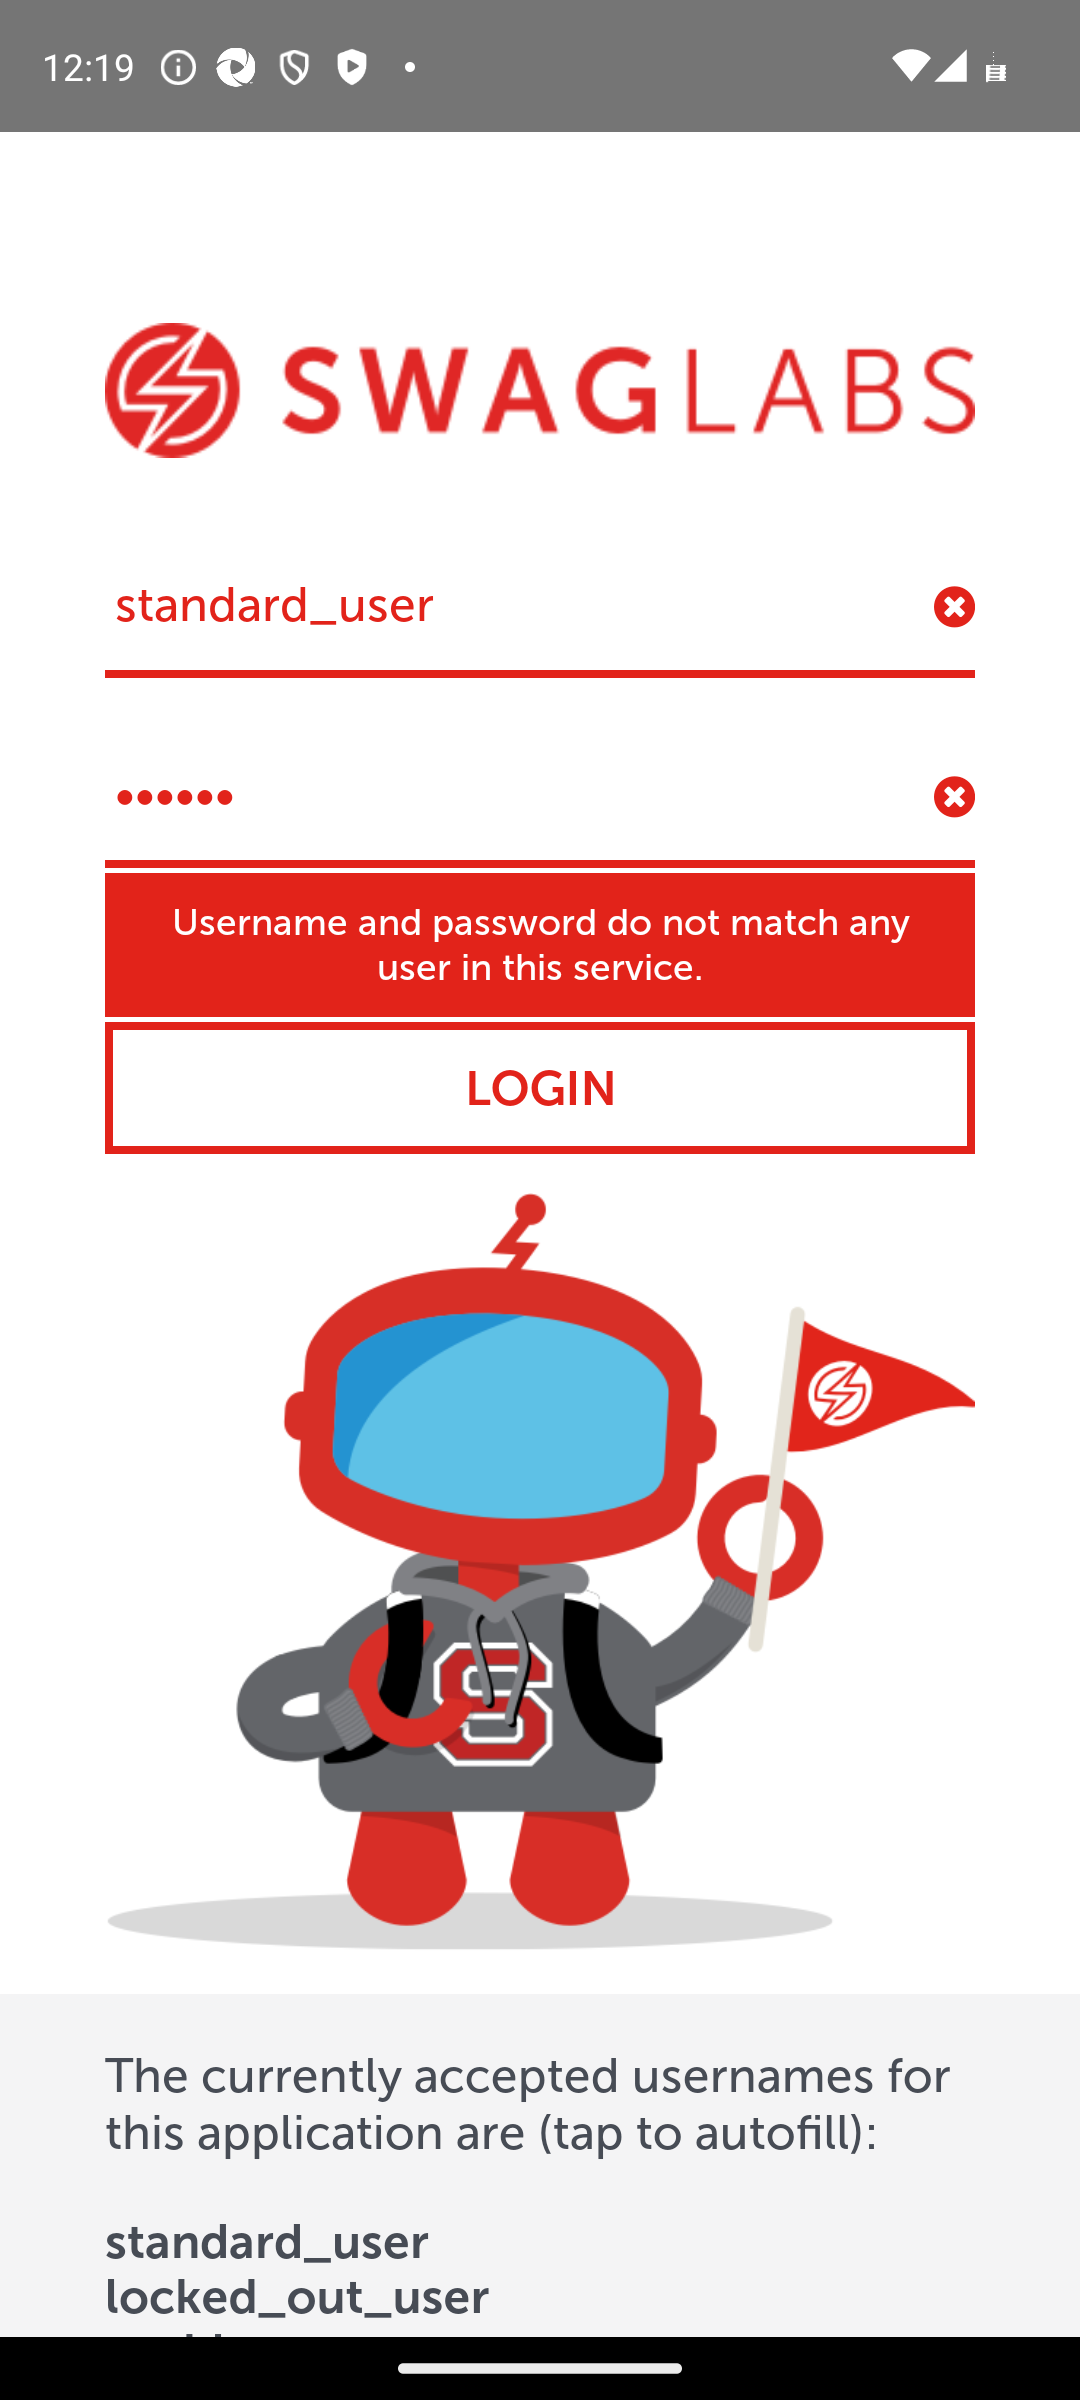 12:19
SWAGLABS
standard_user
••••••
Username and password do not match any
user in this service.
LOGIN
S
The currently accepted usernames for
this application are (tap to autofill):
standard_user
locked_out_user